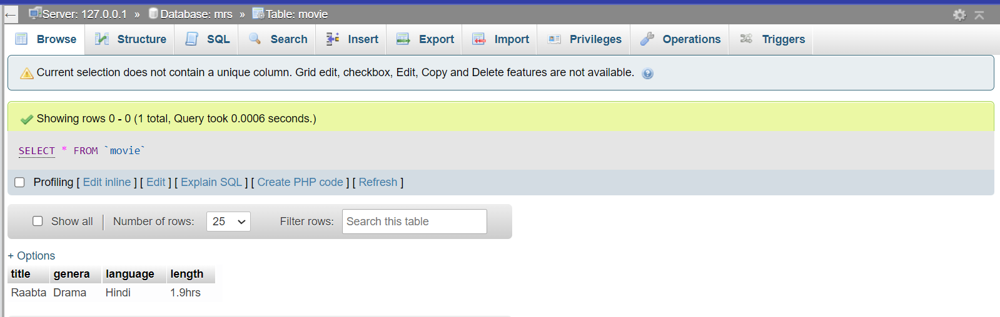 Server: 127.0.0.1 » Database: mrs » Table: movie
Browse Structure SQL Search Insert Export Import Privileges Operations Triggers
Current selection does not contain a unique column. Grid edit, checkbox, Edit, Copy and Delete features are not available.
Showing rows 0 - 0 (1 total, Query took 0.0006 seconds.)
SELECT * FROM `movie`
Profiling [ Edit inline ] [ Edit ] [ Explain SQL ] [ Create PHP code ] [ Refresh ]
Show all Number of rows: 25 Filter rows: Search this table
+ Options
title genera language length
Raabta Drama Hindi 1.9hrs